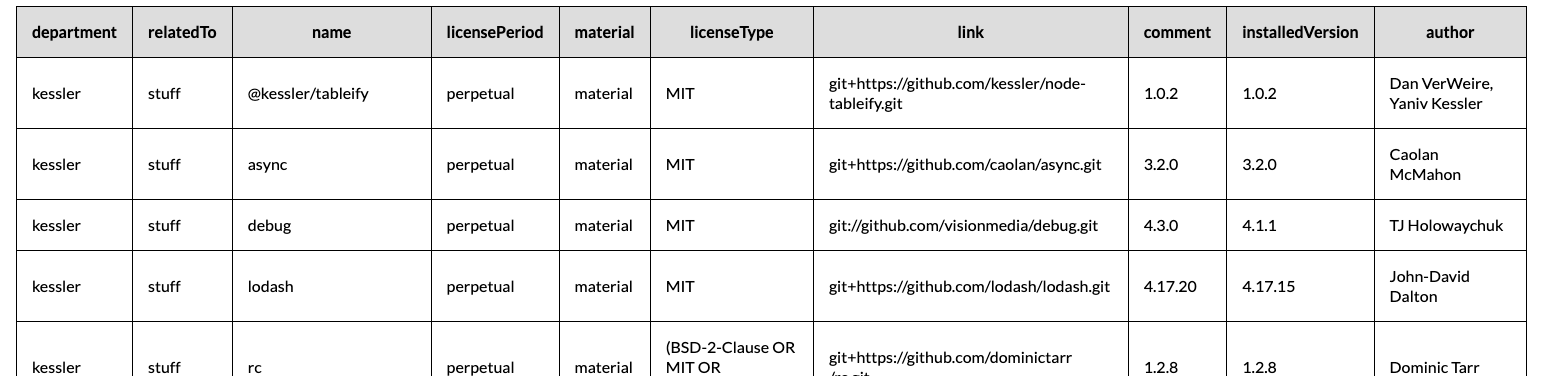 department relatedTo name licensePeriod material licenseType link comment installedVersion author
kessler stuff @kessler/tableify perpetual material MIT git+https://github.com/kessler/node- 1.0.2 1.0.2 Dan VerWeire,
tableify.git Yaniv Kessler
kessler stuff async perpetual material MIT git+https://github.com/caolan/async.git 3.2.0 3.2.0 Caolan
McMahon
kessler stuff debug perpetual material MIT git://github.com/visionmedia/debug.git 4.3.0 4.1.1 TJ Holowaychuk
kessler stuff lodash perpetual material MIT git+https://github.com/lodash/lodash.git 4.17.20 4.17.15 John-David
Dalton
(BSD-2-Clause OR
kessler stuff rc perpetual material MIT OR git+https://github.com/dominictarr 1.2.8 1.2.8 Dominic Tarr